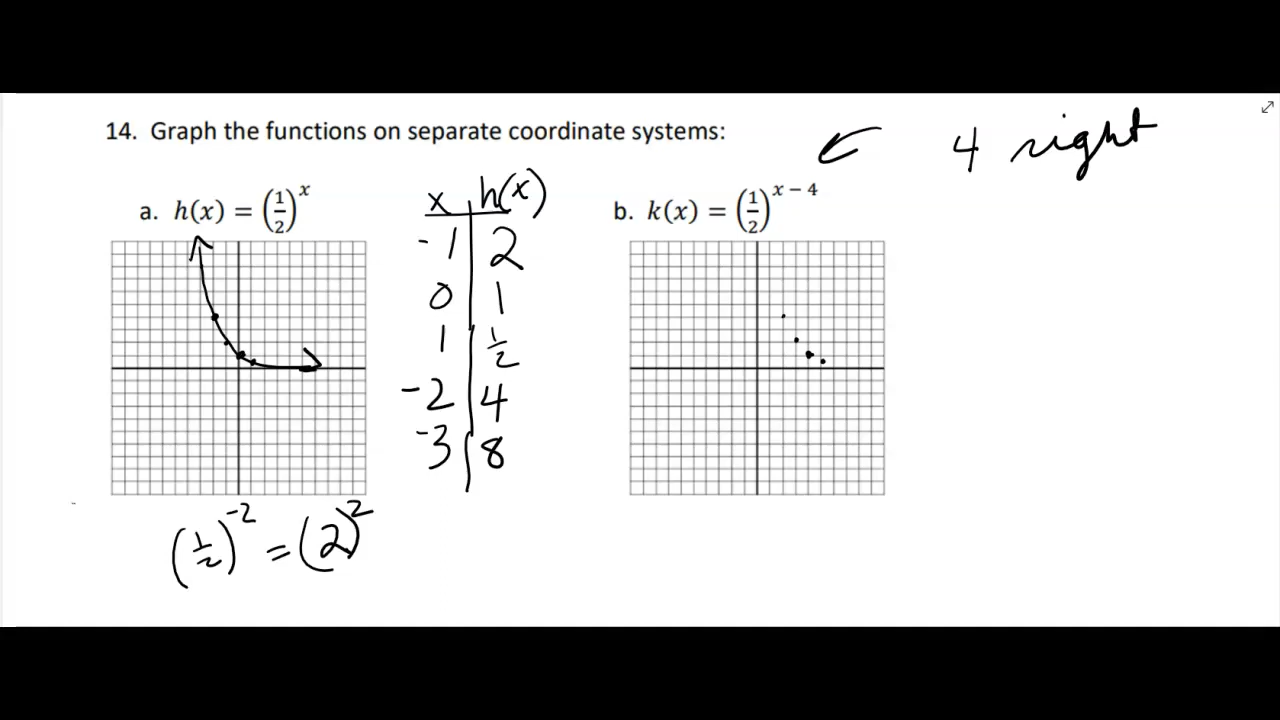 14. Graph the functions on separate coordinate systems:
4 right
a. h(x) = (1/2)^x
x h(x)
-1 2
0 1
1 1/2
-2 4
-3 8
b. k(x) = (1/2)^(x – 4)
(1/2)^-2 = (2)^2